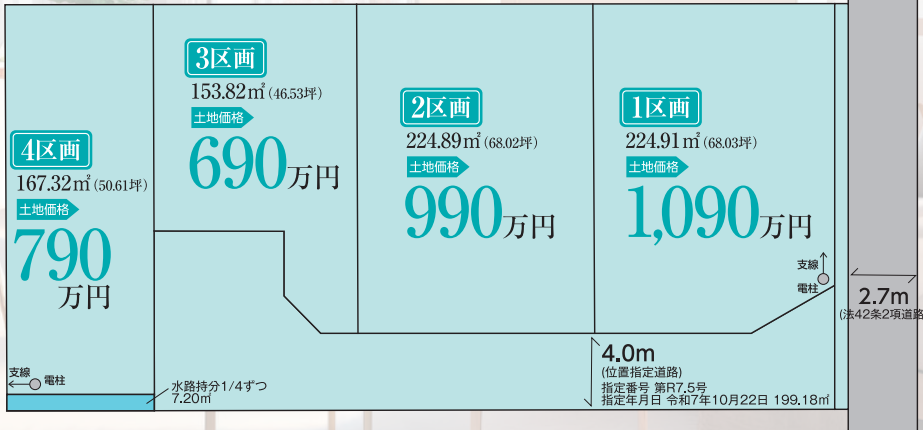 4区画
167.32㎡(50.61坪)
土地価格
790
万円
支線
電柱
3区画
153.82㎡(46.53坪)
土地価格
690万円
2区画
224.89㎡(68.02坪)
土地価格
990万円
1区画
224.91㎡(68.03坪)
土地価格
1,090万円
支線
電柱
2.7m
(法42条2項道路
水路持分1/4ずつ
7.20㎡
4.0m
(位置指定道路)
指定番号 第R7.5号
指定年月日 令和7年10月22日 199.18㎡